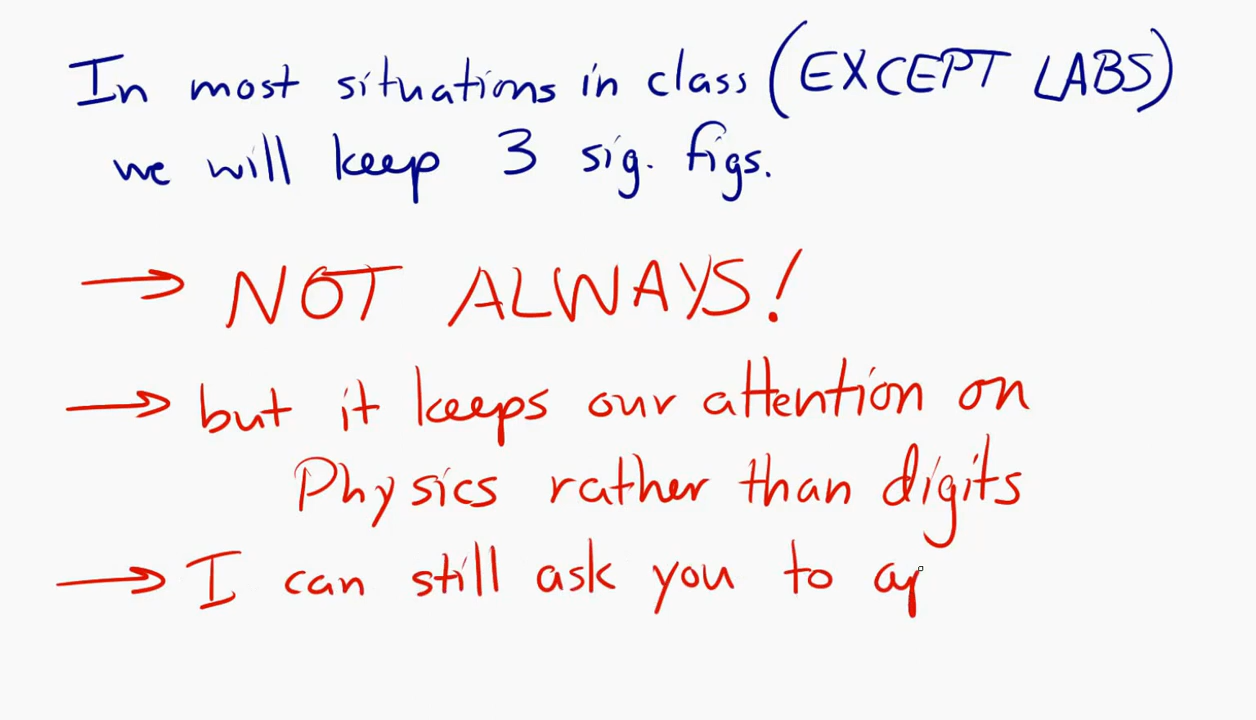 In most situations in class (EXCEPT LABS)
we will keep 3 sig. figs.
→ NOT ALWAYS!
→ but it keeps our attention on
Physics rather than digits
→ I can still ask you to ap